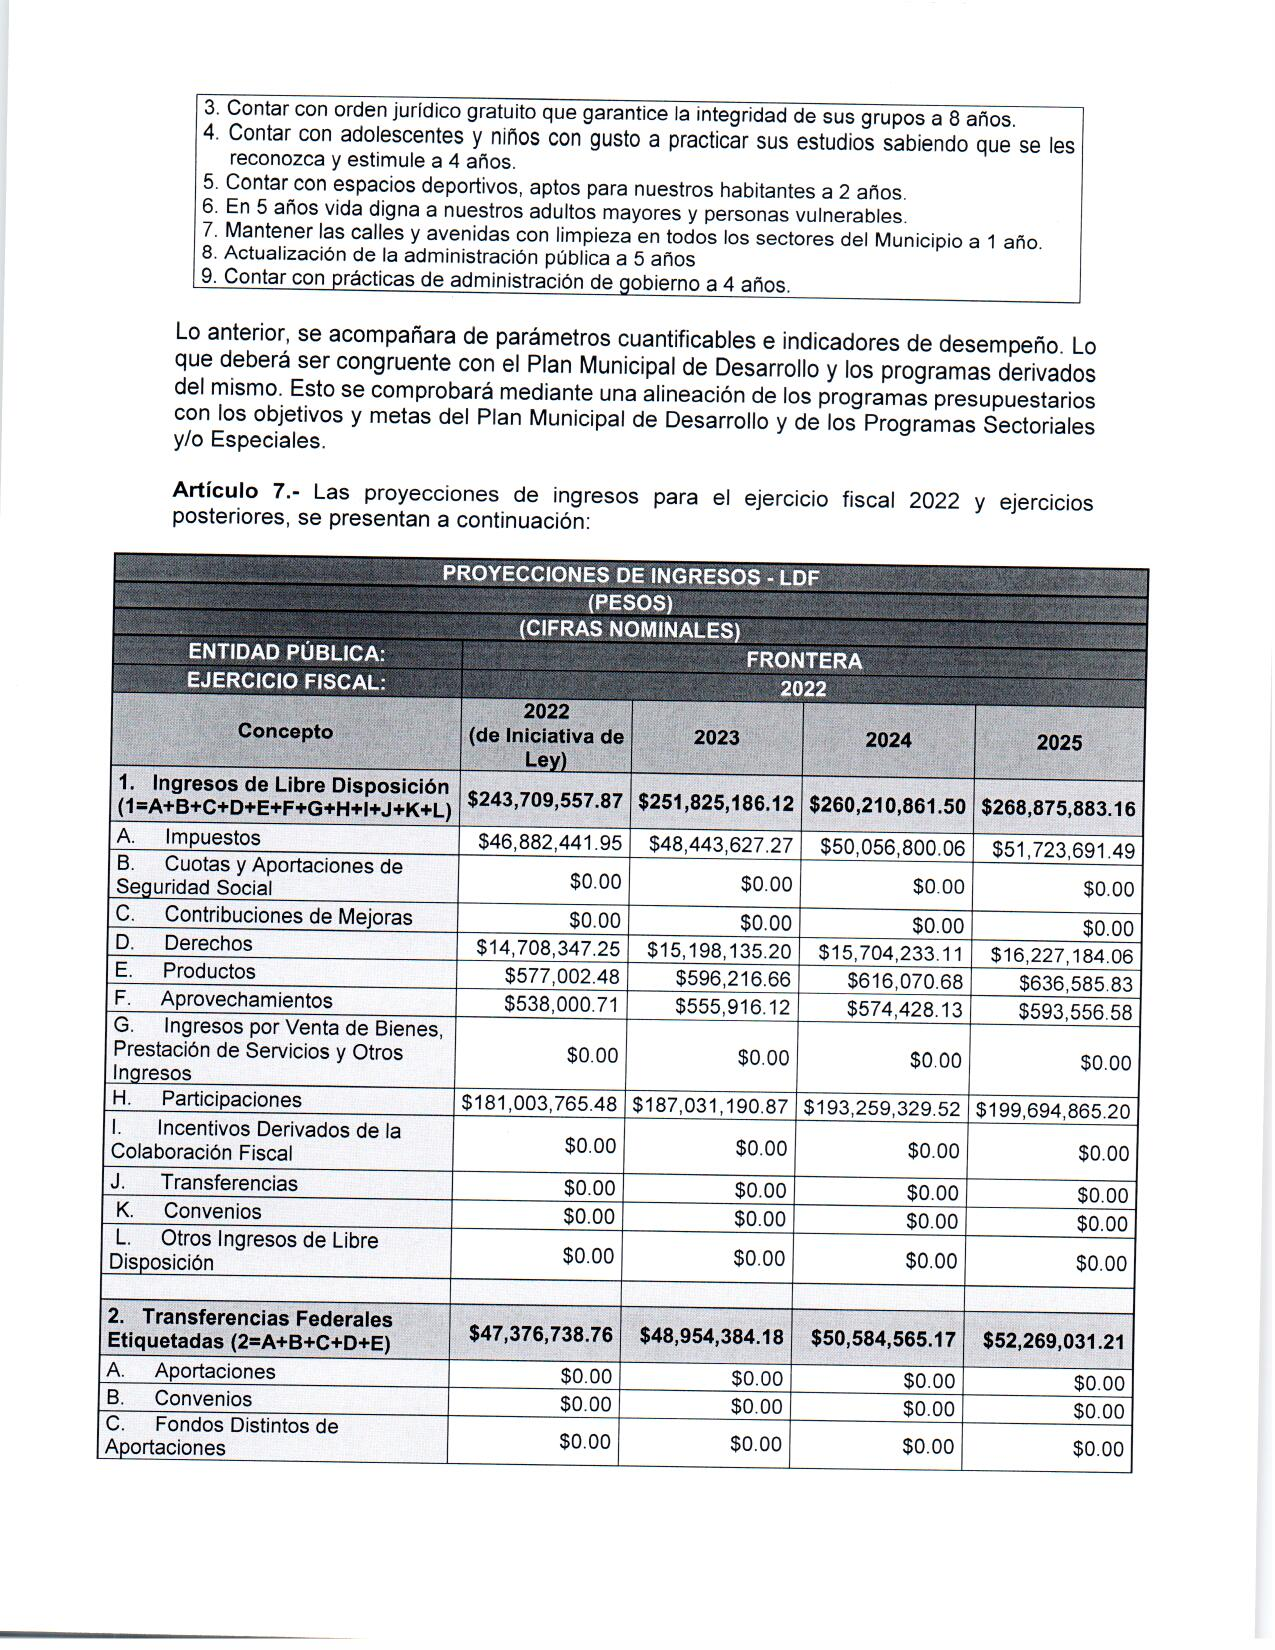 3. Contar con orden jurídico gratuito que garantice la integridad de sus grupos a 8 años.
4. Contar con adolescentes y niños con gusto a practicar sus estudios sabiendo que se les
reconozca y estimule a 4 años.
5. Contar con espacios deportivos, aptos para nuestros habitantes a 2 años.
6. En 5 años vida digna a nuestros adultos mayores y personas vulnerables.
7. Mantener las calles y avenidas con limpieza en todos los sectores del Municipio a 1 año.
8. Actualización de la administración pública a 5 años
9. Contar con prácticas de administración de gobierno a 4 años.
Lo anterior, se acompañara de parámetros cuantificables e indicadores de desempeño. Lo
que deberá ser congruente con el Plan Municipal de Desarrollo y los programas derivados
del mismo. Esto se comprobará mediante una alineación de los programas presupuestarios
con los objetivos y metas del Plan Municipal de Desarrollo y de los Programas Sectoriales
y/o Especiales.
Artículo 7.- Las proyecciones de ingresos para el ejercicio fiscal 2022 y ejercicios
posteriores, se presentan a continuación:
PROYECCIONES DE INGRESOS - LDF
(PESOS)
(CIFRAS NOMINALES)
ENTIDAD PÚBLICA: FRONTERA
EJERCICIO FISCAL: 2022
Concepto 2022 (de Iniciativa de Ley) 2023 2024 2025
1. Ingresos de Libre Disposición
(1=A+B+C+D+E+F+G+H+I+J+K+L) $243,709,557.87 $251,825,186.12 $260,210,861.50 $268,875,883.16
A. Impuestos $46,882,441.95 $48,443,627.27 $50,056,800.06 $51,723,691.49
B. Cuotas y Aportaciones de
Seguridad Social $0.00 $0.00 $0.00 $0.00
C. Contribuciones de Mejoras $0.00 $0.00 $0.00 $0.00
D. Derechos $14,708,347.25 $15,198,135.20 $15,704,233.11 $16,227,184.06
E. Productos $577,002.48 $596,216.66 $616,070.68 $636,585.83
F. Aprovechamientos $538,000.71 $555,916.12 $574,428.13 $593,556.58
G. Ingresos por Venta de Bienes,
Prestación de Servicios y Otros
Ingresos $0.00 $0.00 $0.00 $0.00
H. Participaciones $181,003,765.48 $187,031,190.87 $193,259,329.52 $199,694,865.20
I. Incentivos Derivados de la
Colaboración Fiscal $0.00 $0.00 $0.00 $0.00
J. Transferencias $0.00 $0.00 $0.00 $0.00
K. Convenios $0.00 $0.00 $0.00 $0.00
L. Otros Ingresos de Libre
Disposición $0.00 $0.00 $0.00 $0.00
2. Transferencias Federales
Etiquetadas (2=A+B+C+D+E) $47,376,738.76 $48,954,384.18 $50,584,565.17 $52,269,031.21
A. Aportaciones $0.00 $0.00 $0.00 $0.00
B. Convenios $0.00 $0.00 $0.00 $0.00
C. Fondos Distintos de
Aportaciones $0.00 $0.00 $0.00 $0.00